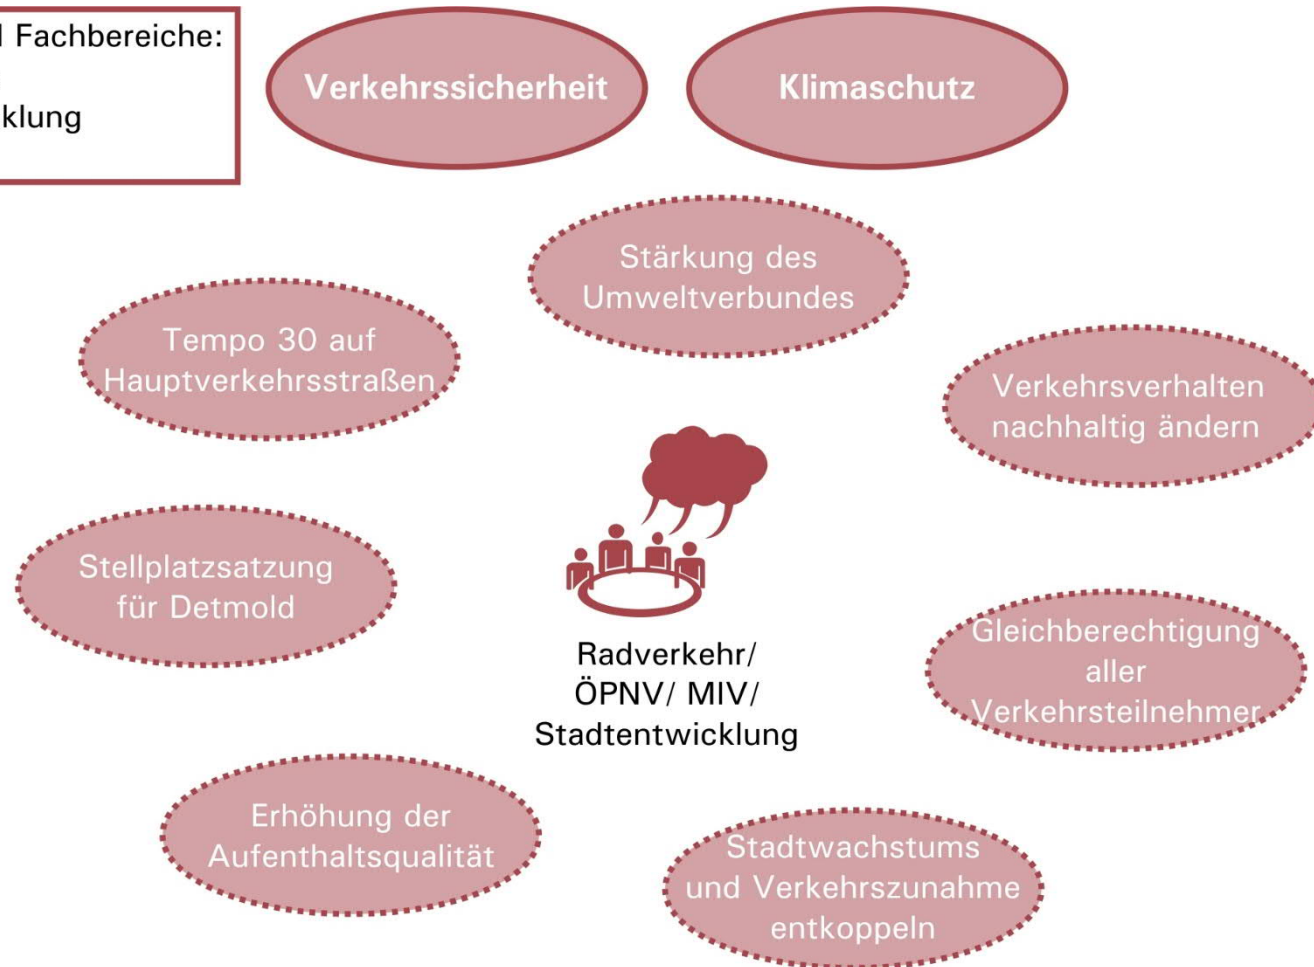 Fachbereiche:
Verkehrssicherheit
Klimaschutz
Stärkung des
Umweltverbundes
Tempo 30 auf
Hauptverkehrsstraßen
Verkehrsverhalten
nachhaltig ändern
Stellplatzsatzung
für Detmold
Radverkehr/
ÖPNV/ MIV/
Stadtentwicklung
Gleichberechtigung
aller
Verkehrsteilnehmer
Erhöhung der
Aufenthaltsqualität
Stadtwachstums
und Verkehrszunahme
entkoppeln